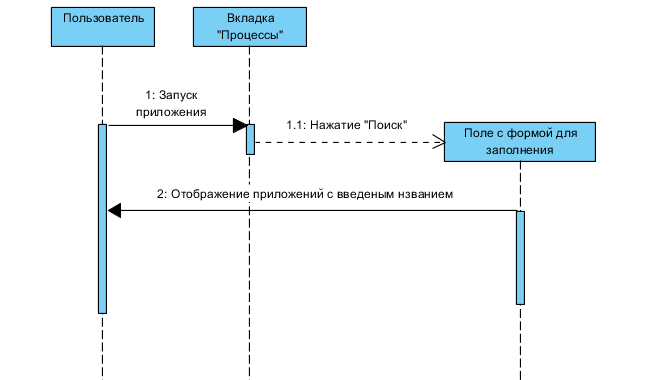 Пользователь
Вкладка
"Процессы"
1: Запуск
приложения
1.1: Нажатие "Поиск"
Поле с формой для
заполнения
2: Отображение приложений с введеным нзванием